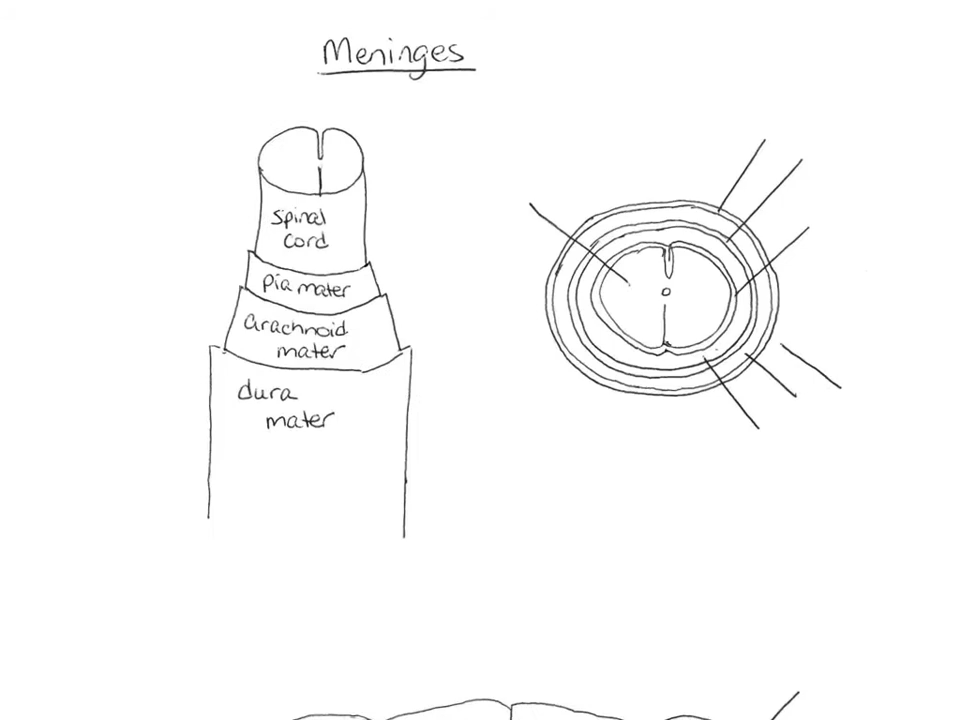 Meninges
spinal
cord
pia mater
arachnoid
mater
dura
mater